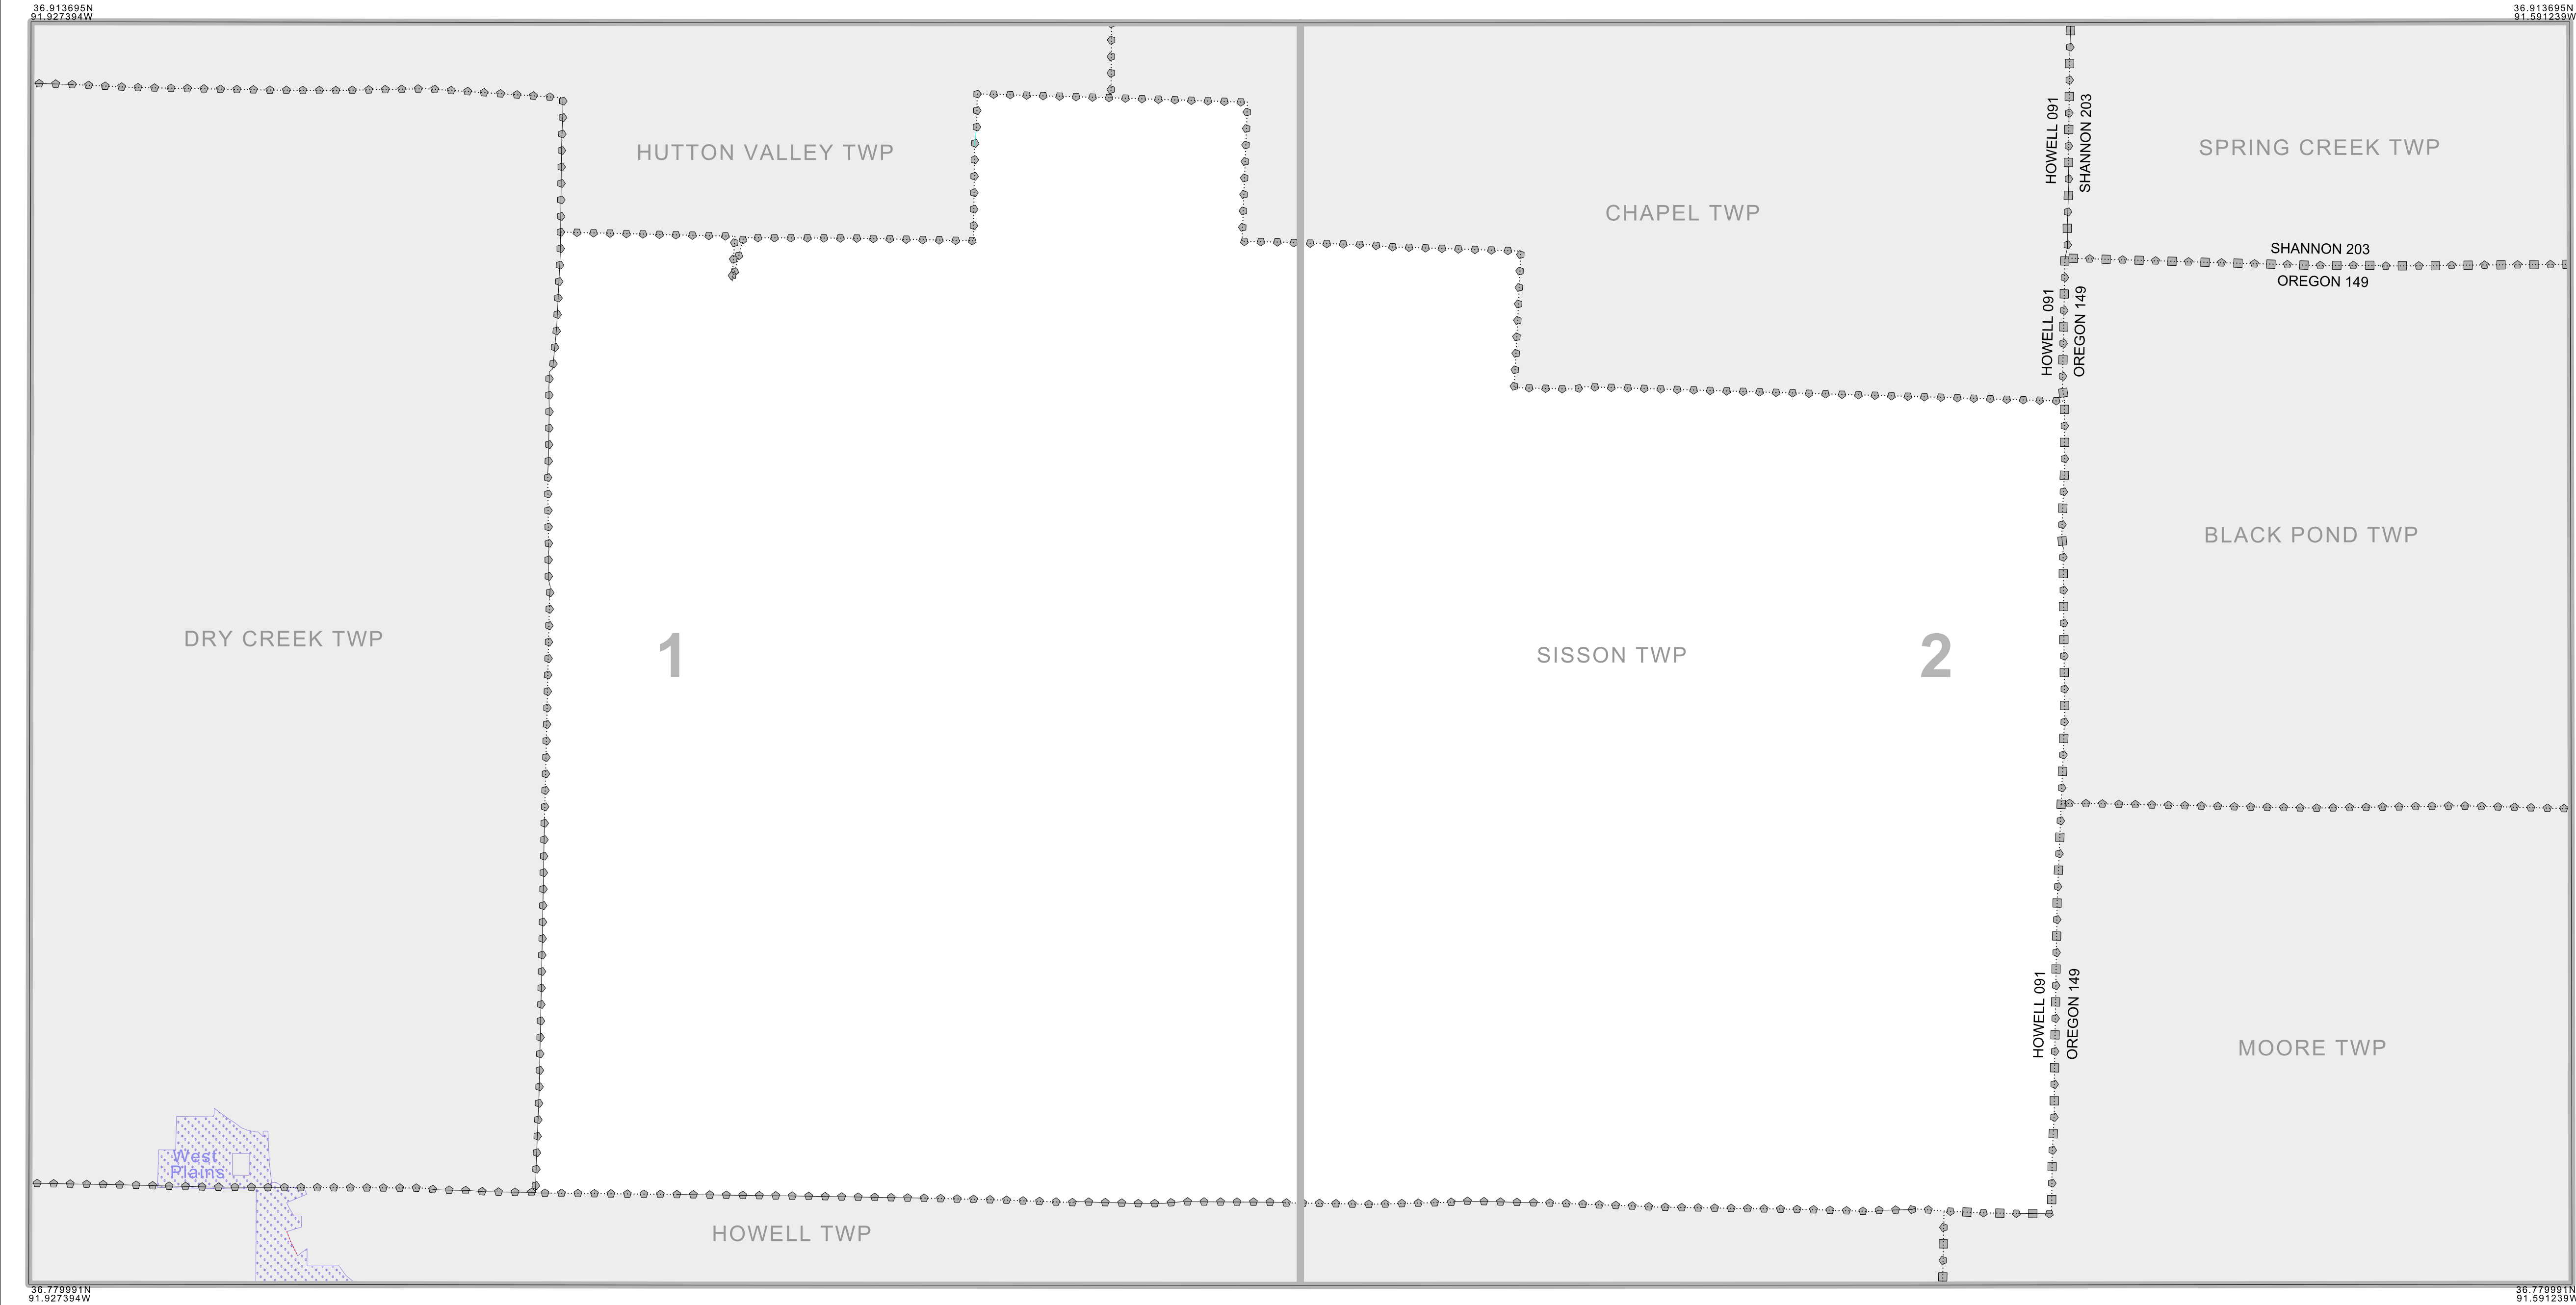 36.913695N
91.927394W
36.913695N
91.591239W
HUTTON VALLEY TWP
CHAPEL TWP
HOWELL 091
SHANNON 203
SPRING CREEK TWP
SHANNON 203
OREGON 149
HOWELL 091
OREGON 149
BLACK POND TWP
DRY CREEK TWP
1
SISSON TWP
2
HOWELL 091
OREGON 149
MOORE TWP
West
Plains
HOWELL TWP
36.779991N
91.927394W
36.779991N
91.591239W